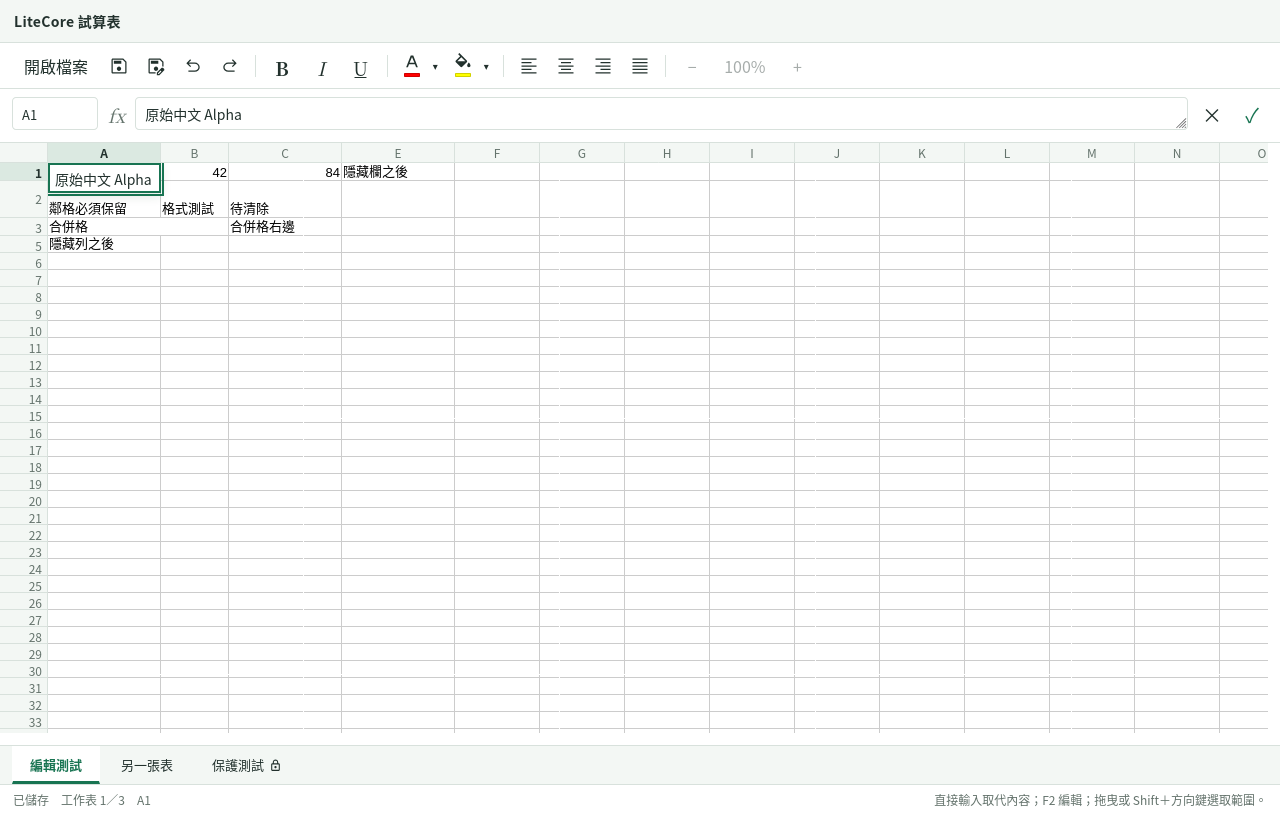 LiteCore 試算表
開啟檔案 B I U A ▾ ▾ − 100% +
A1 fx 原始中文 Alpha
A B C E F G H I J K L M N O
1 原始中文 Alpha 42 84 隱藏欄之後
2 鄰格必須保留 格式測試 待清除
3 合併格 合併格右邊
5 隱藏列之後
6
7
8
9
10
11
12
13
14
15
16
17
18
19
20
21
22
23
24
25
26
27
28
29
30
31
32
33
編輯測試 另一張表 保護測試
已儲存 工作表 1／3 A1 直接輸入取代內容；F2 編輯；拖曳或 Shift＋方向鍵選取範圍。